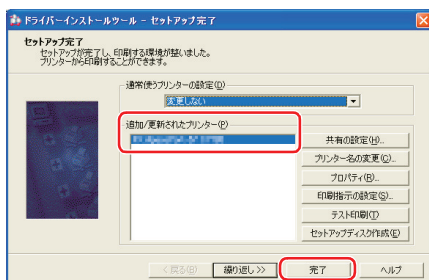 ドライバーインストールツール - セットアップ完了
セットアップ完了
セットアップが完了し、印刷する環境が整いました。
プリンターから印刷することができます。
通常使うプリンターの設定(O)
変更しない
追加/更新されたプリンター(P)
共有の設定(H)...
プリンター名の変更(C)...
プロパティ(R)...
印刷指示の設定(S)...
テスト印刷(T)
セットアップディスク作成(E)
< 戻る(B)
繰り返し >>
完了
ヘルプ